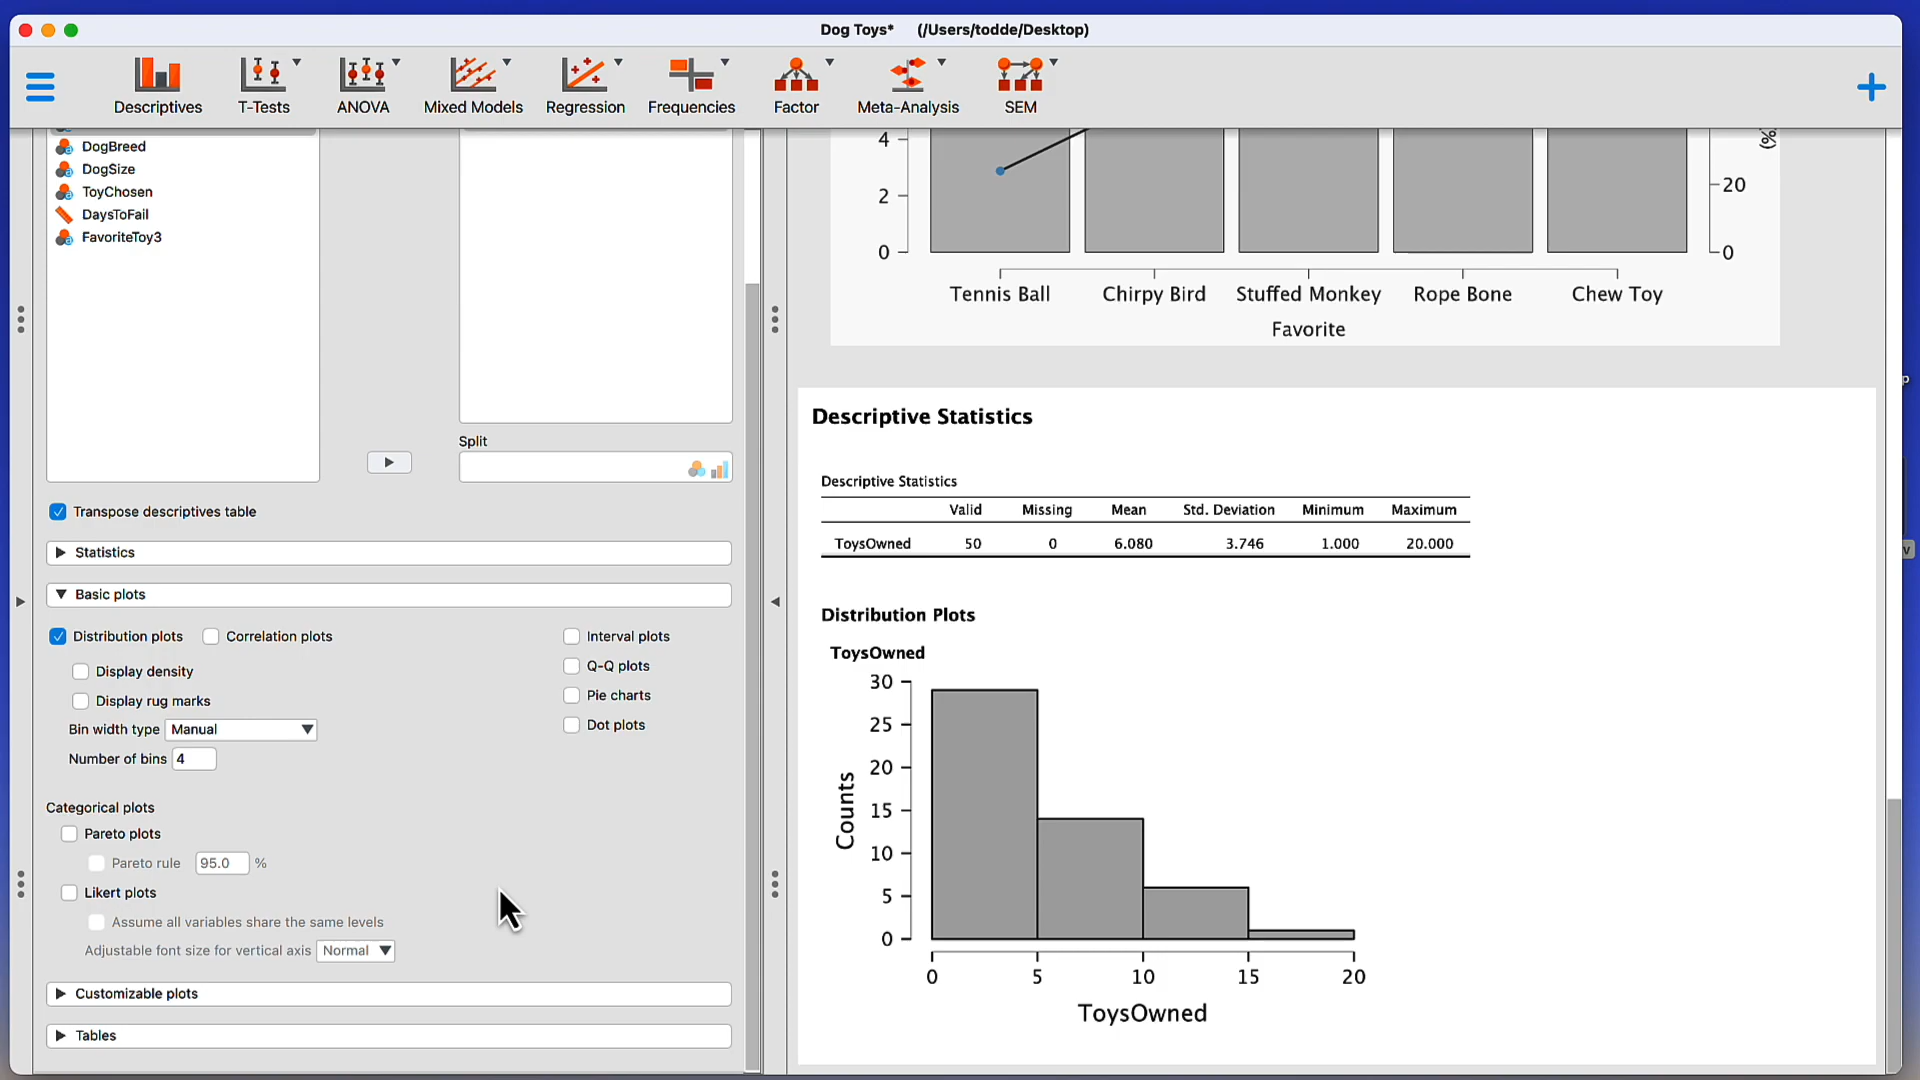 Dog Toys* (/Users/todde/Desktop)
Descriptives
T-Tests
ANOVA
Mixed Models
Regression
Frequencies
Factor
Meta-Analysis
SEM
DogBreed
DogSize
ToyChosen
DaysToFail
FavoriteToy3
Split
Transpose descriptives table
Statistics
Basic plots
Distribution plots
Correlation plots
Interval plots
Display density
Q-Q plots
Display rug marks
Pie charts
Bin width type Manual
Dot plots
Number of bins 4
Categorical plots
Pareto plots
Pareto rule 95.0 %
Likert plots
Assume all variables share the same levels
Adjustable font size for vertical axis Normal
Customizable plots
Tables
4
%)
20
2
0
0
Tennis Ball Chirpy Bird Stuffed Monkey Rope Bone Chew Toy
Favorite
Descriptive Statistics
Descriptive Statistics
Valid Missing Mean Std. Deviation Minimum Maximum
ToysOwned 50 0 6.080 3.746 1.000 20.000
Distribution Plots
ToysOwned
30
25
20
15
10
5
0
Counts
0 5 10 15 20
ToysOwned
p
v